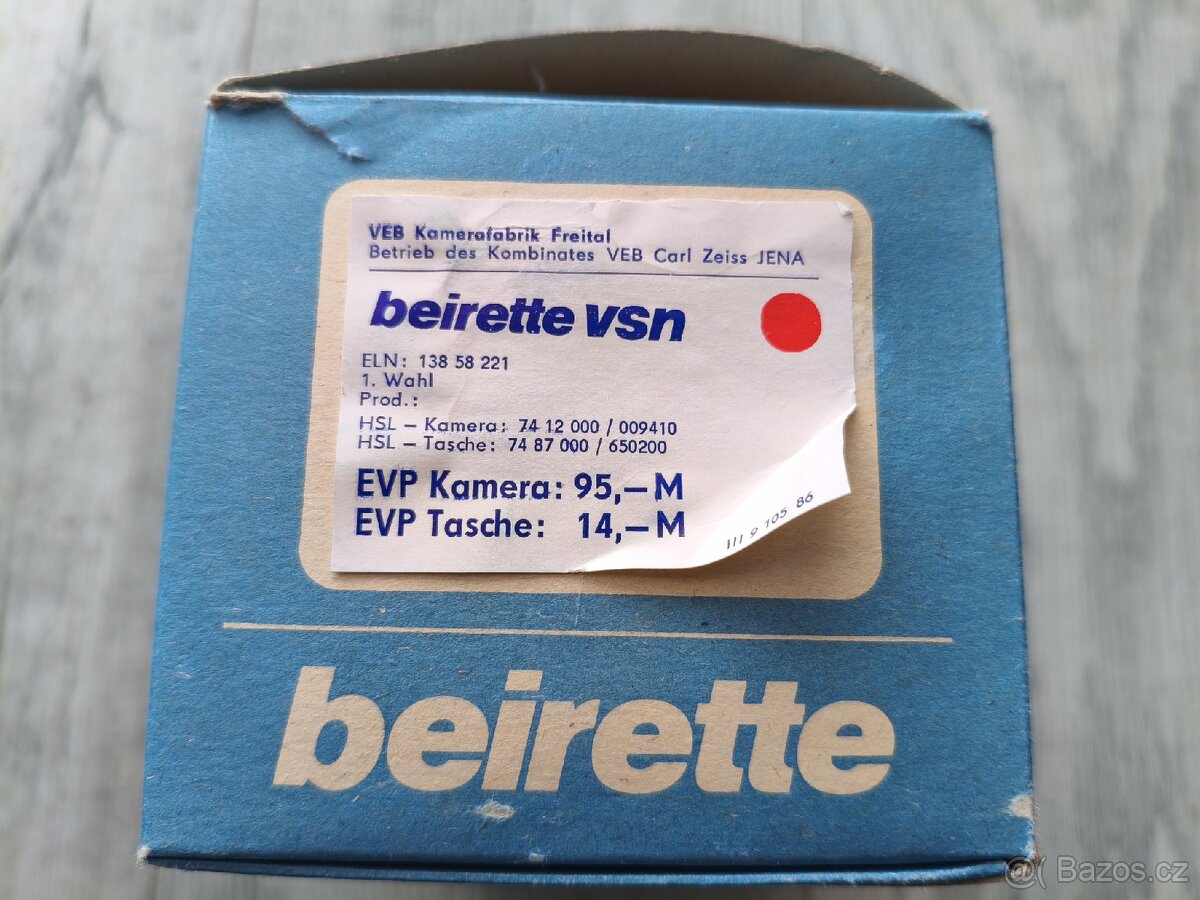 VEB Kamerafabrik Freital
Betrieb des Kombinates VEB Carl Zeiss JENA
beirette vsn
ELN: 138 58 221
1. Wahl
Prod.:
HSL – Kamera: 74 12 000 / 009410
HSL – Tasche: 74 87 000 / 650200
EVP Kamera: 95,–M
EVP Tasche: 14,–M
III 9 105 86
beirette
Bazos.cz